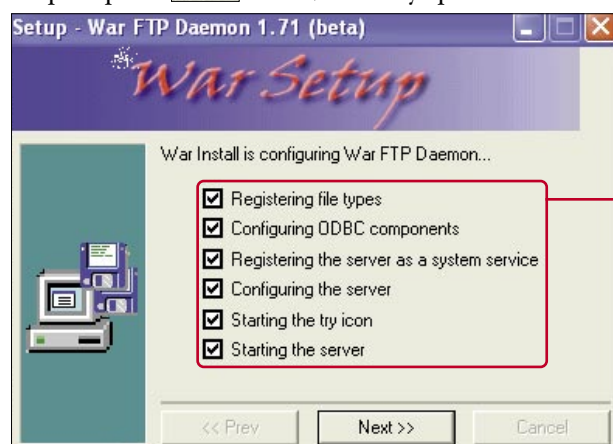 Setup - War FTP Daemon 1.71 (beta)
War Setup
War Install is configuring War FTP Daemon...
Registering file types
Configuring ODBC components
Registering the server as a system service
Configuring the server
Starting the try icon
Starting the server
<< Prev
Next >>
Cancel